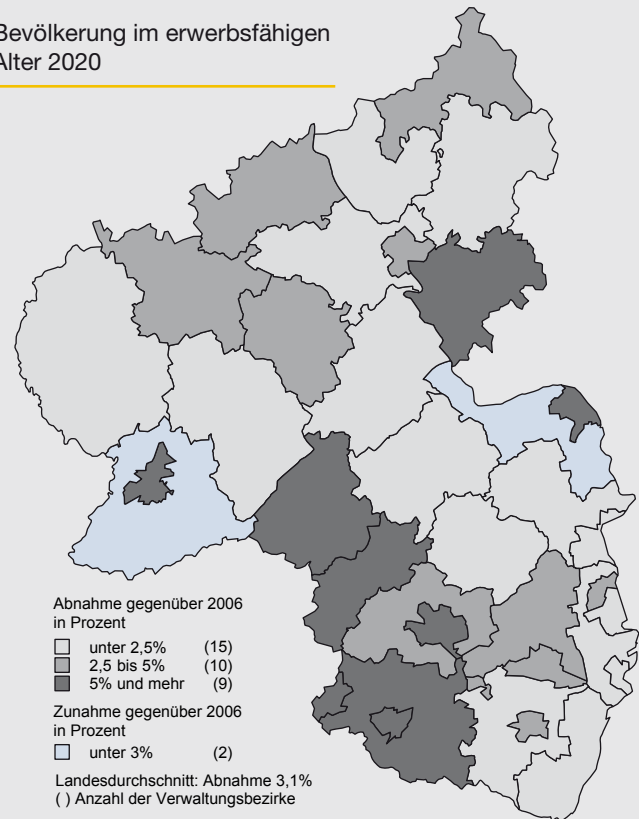 Bevölkerung im erwerbsfähigen
Alter 2020
Abnahme gegenüber 2006
in Prozent
unter 2,5% (15)
2,5 bis 5% (10)
5% und mehr (9)
Zunahme gegenüber 2006
in Prozent
unter 3% (2)
Landesdurchschnitt: Abnahme 3,1%
( ) Anzahl der Verwaltungsbezirke